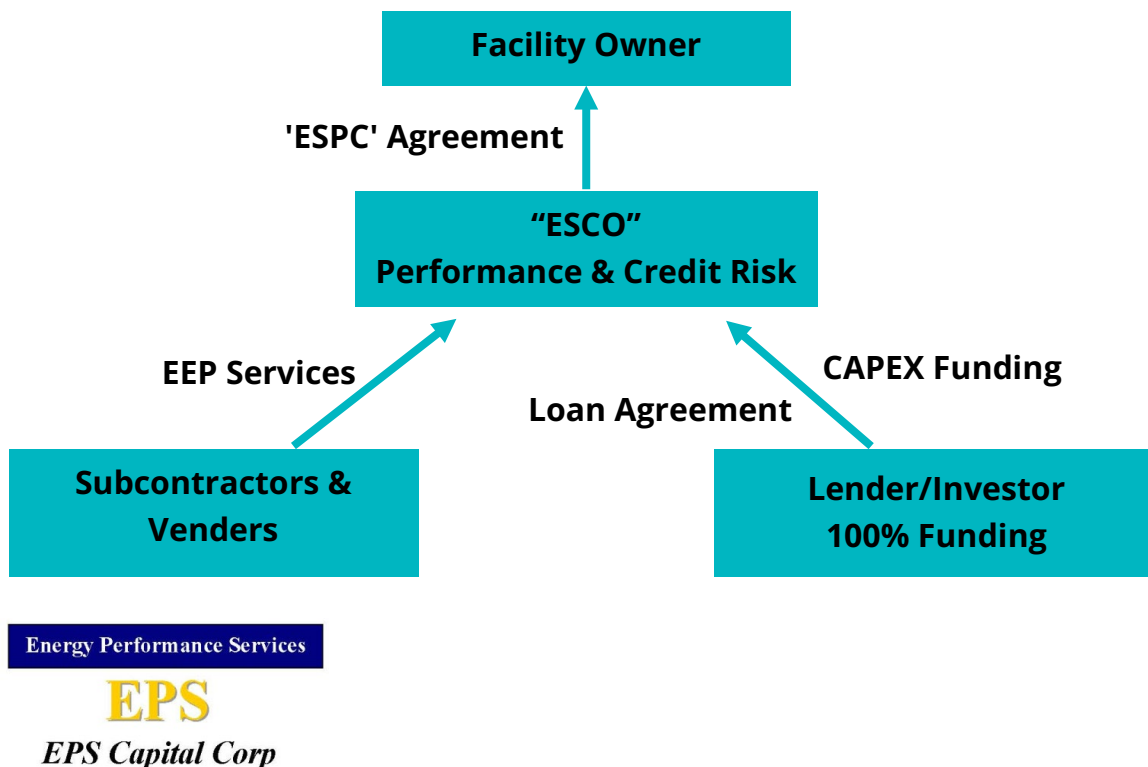 Facility Owner
'ESPC' Agreement
“ESCO”
Performance & Credit Risk
EEP Services
CAPEX Funding
Loan Agreement
Subcontractors &
Venders
Lender/Investor
100% Funding
Energy Performance Services
EPS
EPS Capital Corp